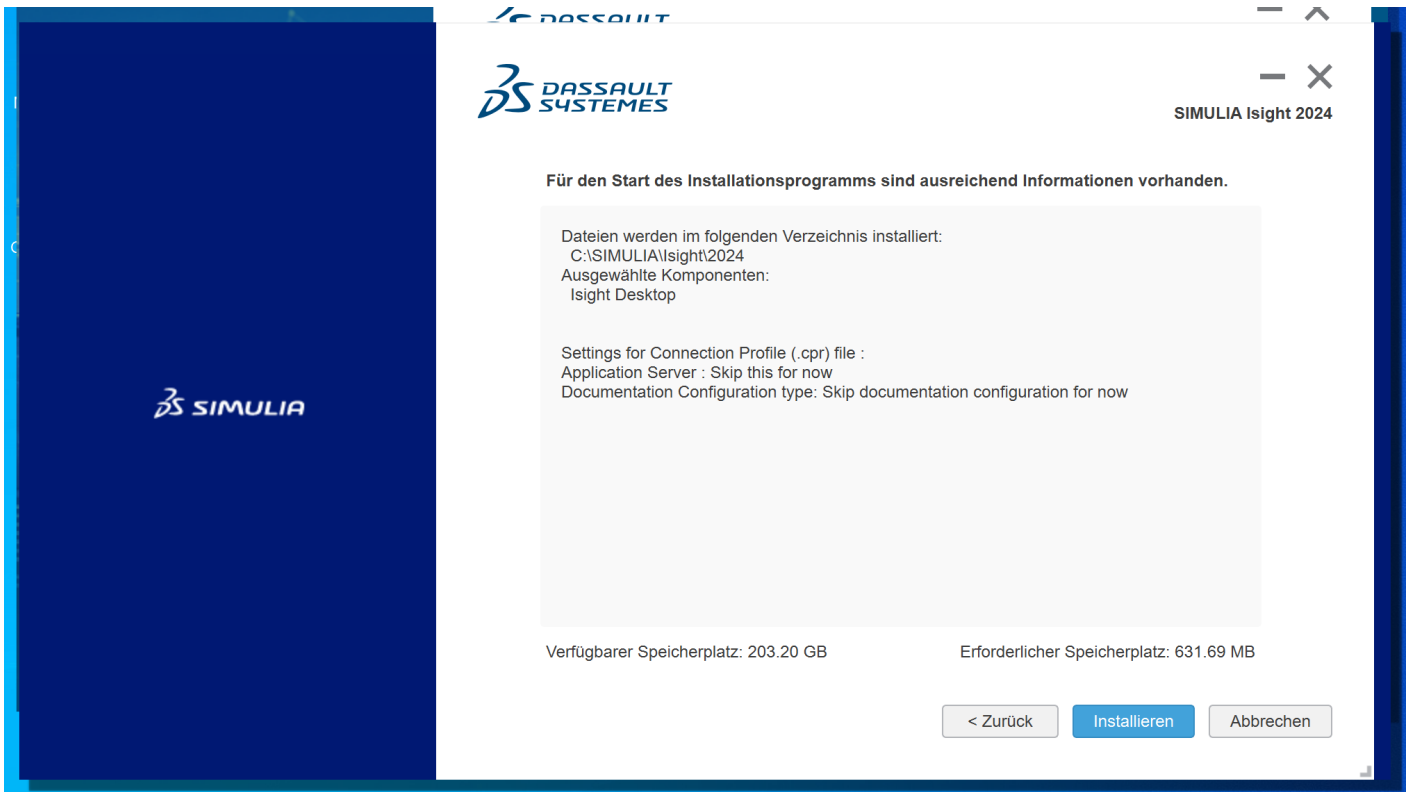 DASSAULT
DASSAULT
SYSTEMES
SIMULIA Isight 2024
Für den Start des Installationsprogramms sind ausreichend Informationen vorhanden.
Dateien werden im folgenden Verzeichnis installiert:
C:\SIMULIA\Isight\2024
Ausgewählte Komponenten:
Isight Desktop
Settings for Connection Profile (.cpr) file :
Application Server : Skip this for now
Documentation Configuration type: Skip documentation configuration for now
SIMULIA
Verfügbarer Speicherplatz: 203.20 GB
Erforderlicher Speicherplatz: 631.69 MB
< Zurück
Installieren
Abbrechen